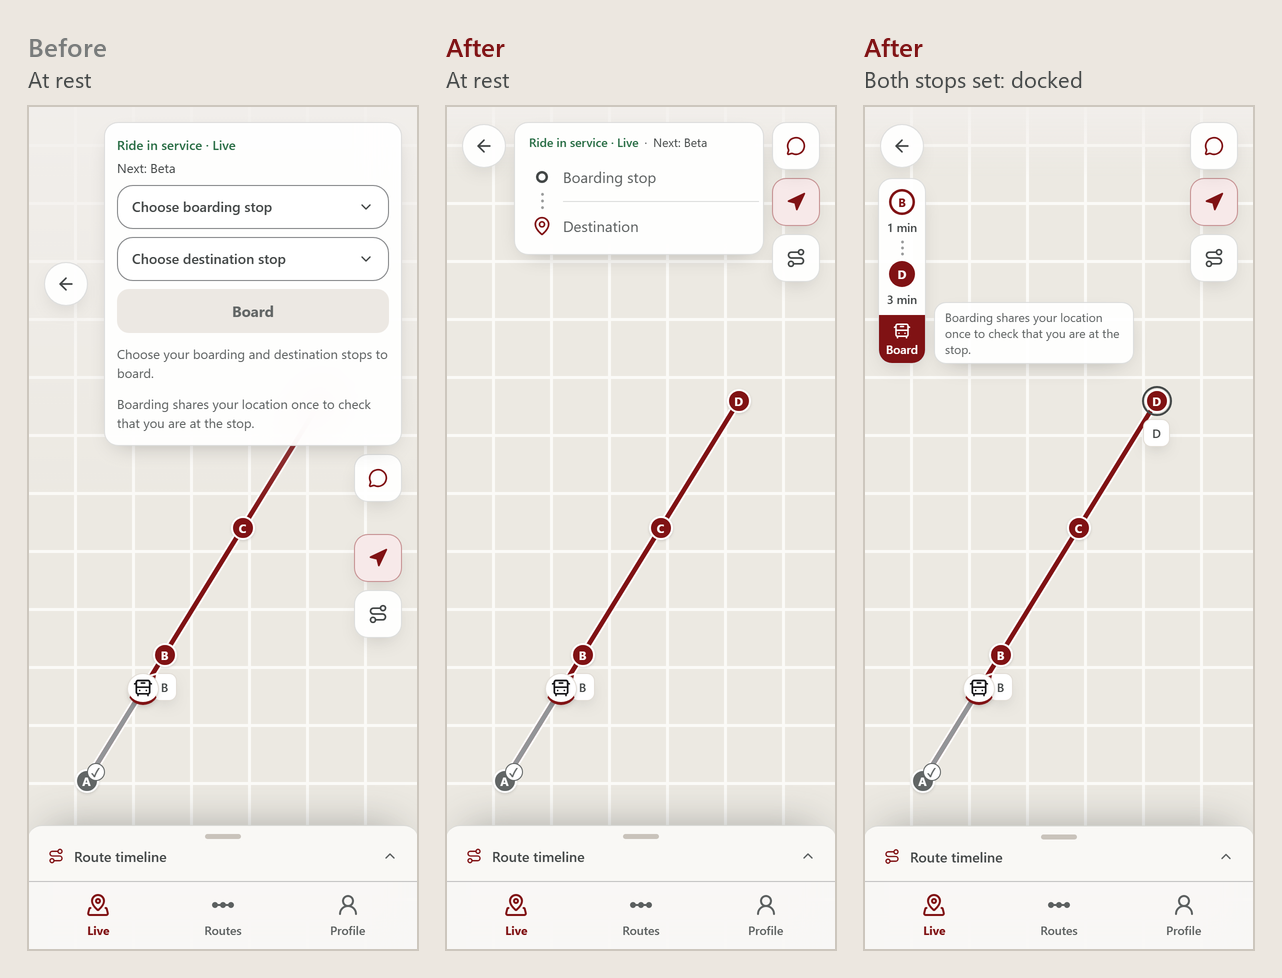 Before
At rest
Ride in service · Live
Next: Beta
Choose boarding stop
Choose destination stop
Board
Choose your boarding and destination stops to
board.
Boarding shares your location once to check
that you are at the stop.
C
B
B
A
Route timeline
Live
Routes
Profile
After
At rest
Ride in service · Live · Next: Beta
Boarding stop
Destination
D
C
B
B
A
Route timeline
Live
Routes
Profile
After
Both stops set: docked
B
1 min
D
3 min
Board
Boarding shares your location
once to check that you are at the
stop.
D
D
C
B
B
A
Route timeline
Live
Routes
Profile